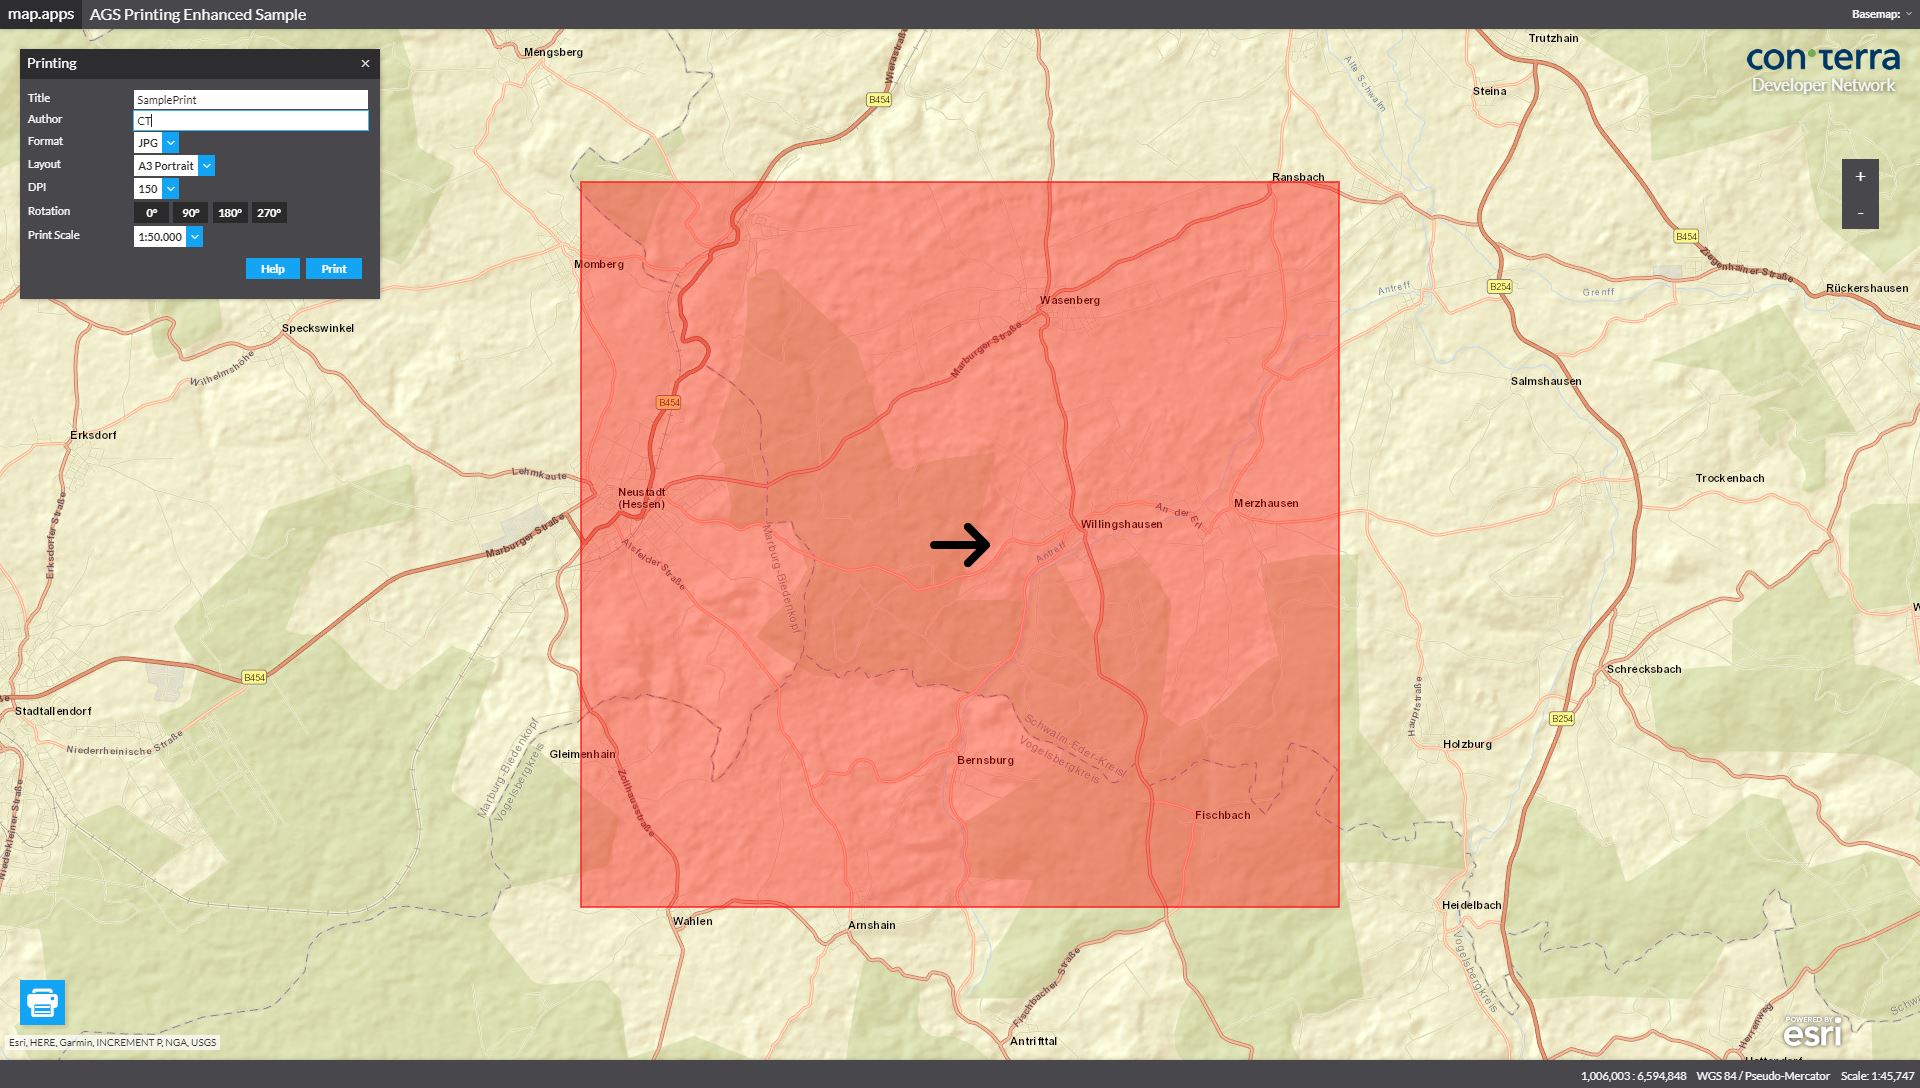 map.apps
AGS Printing Enhanced Sample
Basemap:
Printing
×
Title
SamplePrint
Author
CT
Format
JPG
Layout
A3 Portrait
DPI
150
Rotation
0°
90°
180°
270°
Print Scale
1:50.000
Help
Print
con terra
Developer Network
+
-
Mengsberg
Wierastraße
B454
Alte Schwalm
Trutzhain
Steina
Ransbach
B454
Ziegenhainer Straße
Momberg
Antreff
B254
Grenff
Rückershausen
Wasenberg
Speckswinkel
Marburger Straße
Wilhelmshöhe
Salmshausen
B454
Erksdorf
Lehmkaute
Trockenbach
Neustadt
(Hessen)
Merzhausen
An der
Willingshausen
Erksdorfer Straße
Marburger Straße
Alsfelder Straße
Marburg-Biedenkopf
Antreff
B454
Schrecksbach
Hauptstraße
Stadtallendorf
B254
Niederrheinische Straße
Marburg-Biedenkopf
Vogelsbergkreis
Gleimenhain
Schwalm-Eder-Kreis
Vogelsbergkreis
Holzburg
Bernsburg
Zollhausstraße
Niederkleiner Straße
Fischbach
Heidelbach
Wahlen
Arnshain
Vogelsbergkreis
Fischbacher Straße
Antrifttal
Herrenweg
Esri, HERE, Garmin, INCREMENT P, NGA, USGS
POWERED BY
esri
1,006,003 : 6,594,848
WGS 84 / Pseudo-Mercator
Scale: 1:45,747